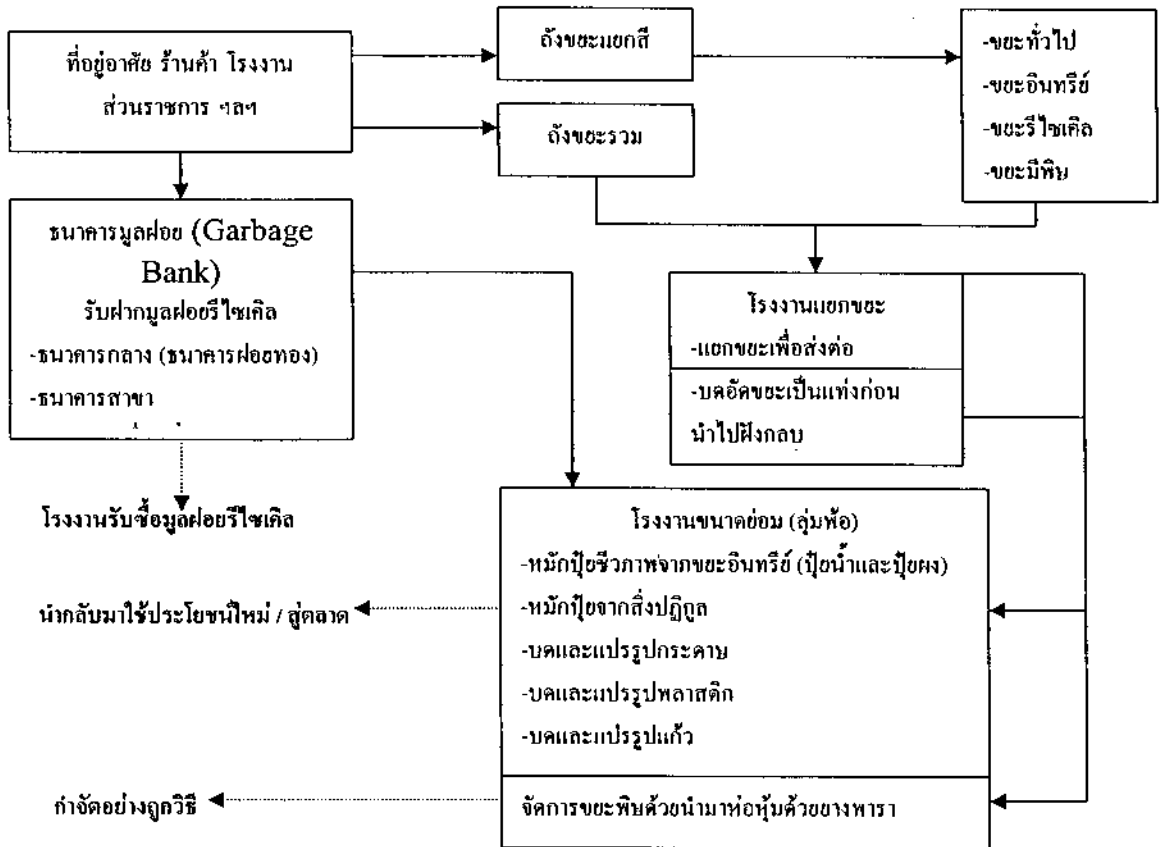 ที่อยู่อาศัย ร้านค้า โรงงาน
ส่วนราชการ ฯลฯ
ถังขยะแยกสี
ถังขยะรวม
-ขยะทั่วไป
-ขยะอินทรีย์
-ขยะรีไซเคิล
-ขยะมีพิษ
ธนาคารมูลฝอย (Garbage
Bank)
รับฝากมูลฝอยรีไซเคิล
-ธนาคารกลาง (ธนาคารฝอยทอง)
-ธนาคารสาขา
โรงงานแยกขยะ
-แยกขยะเพื่อส่งต่อ
-บดอัดขยะเป็นแท่งก่อน
นำไปฝังกลบ
โรงงานรับซื้อมูลฝอยรีไซเคิล
โรงงานขนาดย่อม (ลุ่มพ้อ)
-หมักปุ๋ยชีวภาพจากขยะอินทรีย์ (ปุ๋ยน้ำและปุ๋ยผง)
-หมักปุ๋ยจากสิ่งปฏิกูล
-บดและแปรรูปกระดาษ
-บดและแปรรูปพลาสติก
-บดและแปรรูปแก้ว
นำกลับมาใช้ประโยชน์ใหม่ / สู่ตลาด
จัดการขยะพิษด้วยนำมาห่อหุ้มด้วยยางพารา
กำจัดอย่างถูกวิธี